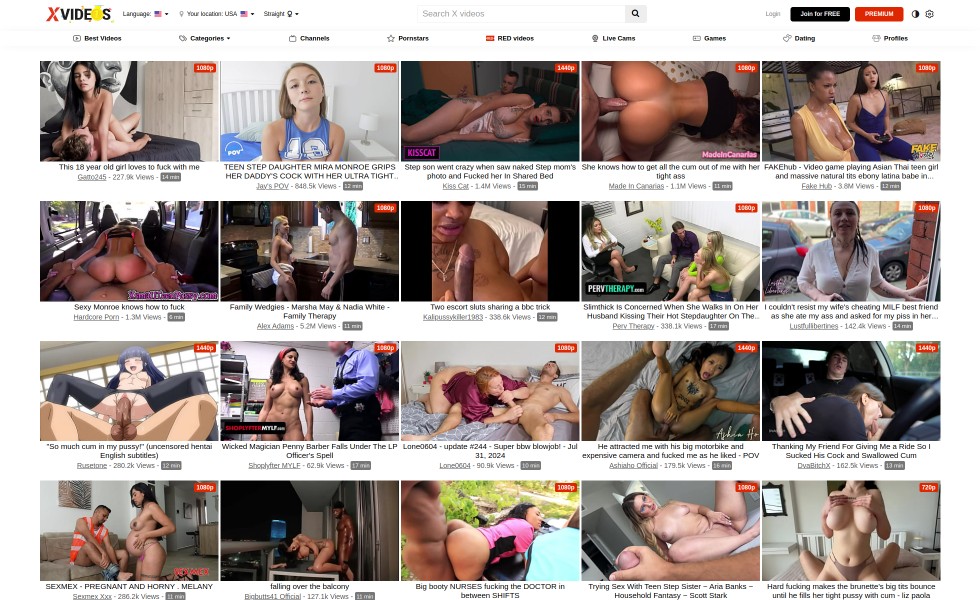 XVIDEOS
Language:
Your location: USA
Straight
Search X videos
Login
Join for FREE
PREMIUM
Best Videos
Categories
Channels
Pornstars
RED videos
Live Cams
Games
Dating
Profiles
1080p
1080p
POV
1440p
KISSCAT
1080p
MadeInCanarias
1080p
FAKE
This 18 year old girl loves to fuck with me
Gatto245 - 227.9k Views - 14 min
TEEN STEP DAUGHTER MIRA MONROE GRIPS
HER DADDY'S COCK WITH HER ULTRA TIGHT...
Jay's POV - 848.5k Views - 12 min
Step son went crazy when saw naked Step mom's
photo and Fucked her In Shared Bed
Kiss Cat - 1.4M Views - 15 min
She knows how to get all the cum out of me with her
tight ass
Made In Canarias - 1.1M Views - 11 min
FAKEhub - Video game playing Asian Thai teen girl
and massive natural tits ebony latina babe in...
Fake Hub - 3.8M Views - 12 min
1080p
1080p
PERVTHERAPY.com
1080p
Sexy Monroe knows how to fuck
Hardcore Porn - 1.3M Views - 6 min
Family Wedgies - Marsha May & Nadia White -
Family Therapy
Alex Adams - 5.2M Views - 11 min
Two escort sluts sharing a bbc trick
Kalipussykiller1983 - 338.6k Views - 12 min
Slimthick Is Concerned When She Walks In On Her
Husband Kissing Their Hot Stepdaughter On The...
Perv Therapy - 338.1k Views - 17 min
I couldn't resist my wife's cheating MILF best friend
as she ate my ass and asked for my piss in her...
Lustfullibertines - 142.4k Views - 14 min
1440p
1080p
SHOPLYFTERMYLF.com
1080p
1440p
1440p
"So much cum in my pussy!" (uncensored hentai
English subtitles)
Rusetone - 280.2k Views - 12 min
Wicked Magician Penny Barber Falls Under The LP
Officer's Spell
Shoplyfter MYLF - 62.9k Views - 17 min
Lone0604 - update #244 - Super bbw blowjob! - Jul
31, 2024
Lone0604 - 90.9k Views - 10 min
He attracted me with his big motorbike and
expensive camera and fucked me as he liked - POV
Ashiaho Official - 179.5k Views - 16 min
Thanking My Friend For Giving Me a Ride So I
Sucked His Cock and Swallowed Cum
DvaBitchX - 162.5k Views - 13 min
1080p
SEXMEX
1080p
1080p
720p
SEXMEX - PREGNANT AND HORNY . MELANY
Sexmex Xxx - 286.2k Views - 11 min
falling over the balcony
Bigbutts41 Official - 127.1k Views - 11 min
Big booty NURSES fucking the DOCTOR in
between SHIFTS
Trying Sex With Teen Step Sister ~ Aria Banks ~
Household Fantasy ~ Scott Stark
Hard fucking makes the brunette's big tits bounce
until he fills her tight pussy with cum - liz paola